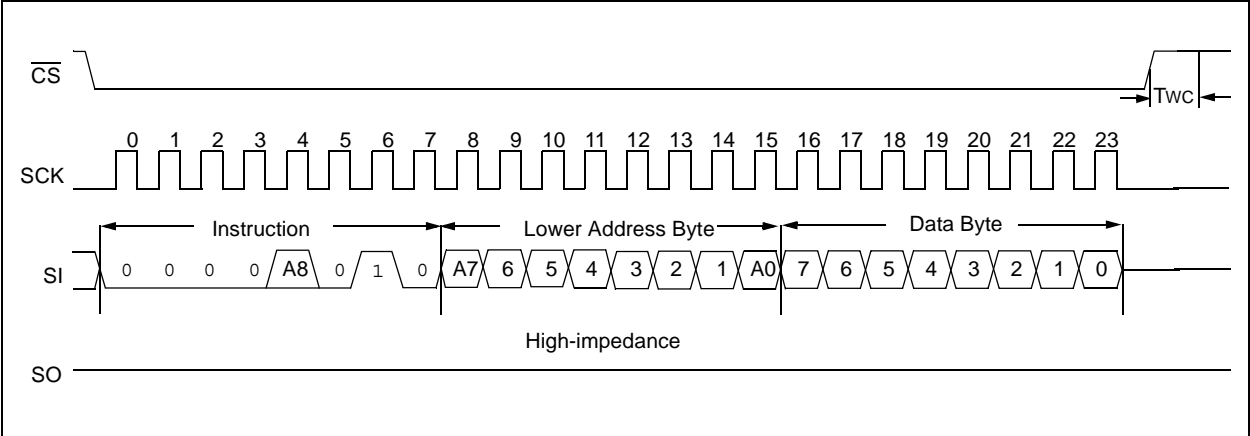 CS
TWC
0 1 2 3 4 5 6 7 8 9 10 11 12 13 14 15 16 17 18 19 20 21 22 23
SCK
Instruction Lower Address Byte Data Byte
SI 0 0 0 0 A8 0 1 0 A7 6 5 4 3 2 1 A0 7 6 5 4 3 2 1 0
High-impedance
SO